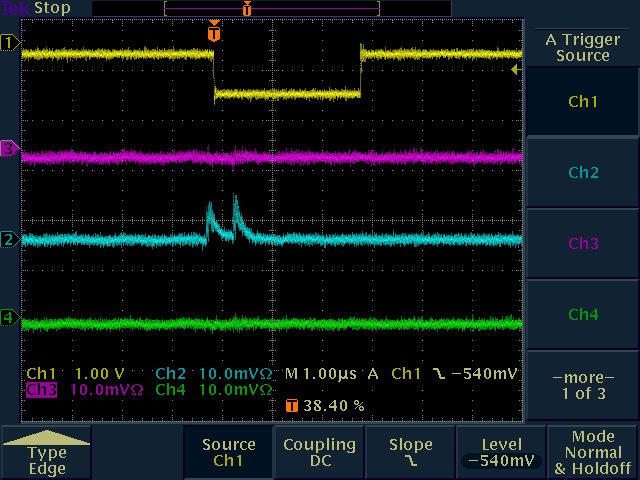 Tek Stop
T
T
A Trigger
Source
1
Ch1
3
Ch2
2
Ch3
4
Ch4
Ch1 1.00 V Ch2 10.0mVΩ M 1.00µs A Ch1 ⤵ −540mV
Ch3 10.0mVΩ Ch4 10.0mVΩ
T 38.40 %
−more−
1 of 3
Type
Edge
Source
Ch1
Coupling
DC
Slope
Level
−540mV
Mode
Normal
& Holdoff